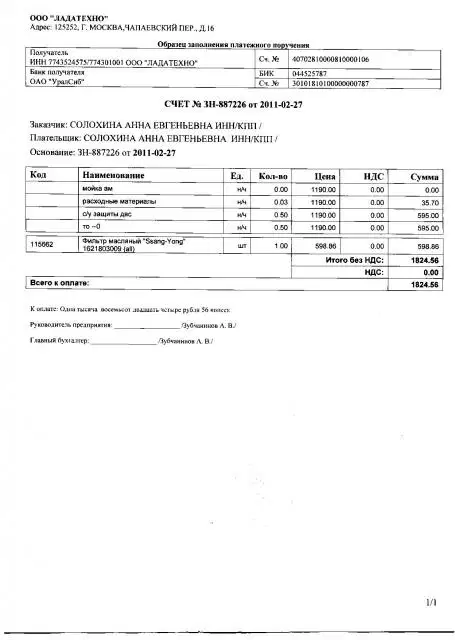 ООО "ЛАДАТЕХНО"
Адрес: 125252, Г. МОСКВА,ЧАПАЕВСКИЙ ПЕР., Д.16
Образец заполнения платежного поручения
Получатель
ИНН 7743524575/774301001 ООО "ЛАДАТЕХНО" Сч. № 40702810000810000106
Банк получателя БИК 044525787
ОАО "УралСиб" Сч. № 30101810100000000787
СЧЕТ № ЗН-887226 от 2011-02-27
Заказчик: СОЛОХИНА АННА ЕВГЕНЬЕВНА ИНН/КПП /
Плательщик: СОЛОХИНА АННА ЕВГЕНЬЕВНА ИНН/КПП /
Основание: ЗН-887226 от 2011-02-27
Код Наименование Ед. Кол-во Цена НДС Сумма
мойка ам н/ч 0.00 1190.00 0.00 0.00
расходные материалы н/ч 0.03 1190.00 0.00 35.70
с/у защиты двс н/ч 0.50 1190.00 0.00 595.00
то --0 н/ч 0.50 1190.00 0.00 595.00
115662 Фильтр масляный "Ssang-Yong" шт 1.00 598.86 0.00 598.86
1621803009 (all)
Итого без НДС: 1824.56
НДС: 0.00
Всего к оплате: 1824.56
К оплате: Одна тысяча восемьсот двадцать четыре рубля 56 копеек
Руководитель предприятия: /Зубчанинов А. В./
Главный бухгалтер: /Зубчанинов А. В./
1/1